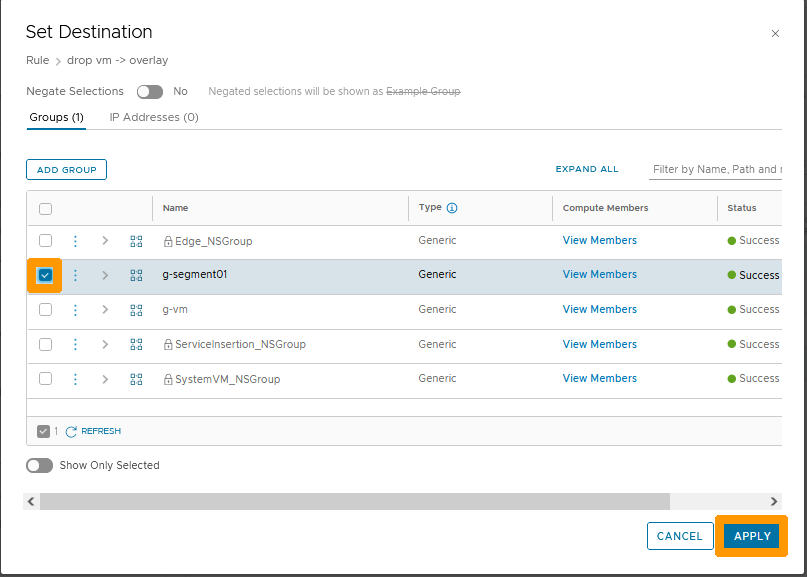 Set Destination
Rule > drop vm -> overlay
Negate Selections No Negated selections will be shown as Example Group
Groups (1) IP Addresses (0)
ADD GROUP EXPAND ALL Filter by Name, Path and
Name Type Compute Members Status
Edge_NSGroup Generic View Members Success
g-segment01 Generic View Members Success
g-vm Generic View Members Success
ServiceInsertion_NSGroup Generic View Members Success
SystemVM_NSGroup Generic View Members Success
1 REFRESH
Show Only Selected
CANCEL APPLY